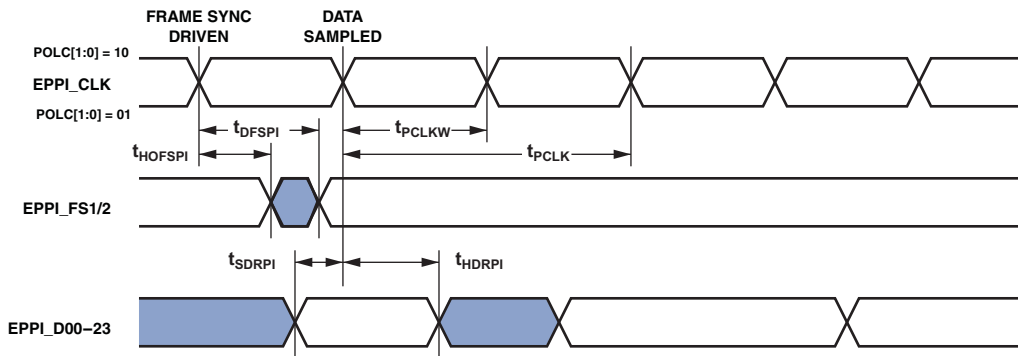 FRAME SYNC
DRIVEN
DATA
SAMPLED
POLC[1:0] = 10
EPPI_CLK
POLC[1:0] = 01
tDFSPI
tPCLKW
tHOFSPI
tPCLK
EPPI_FS1/2
tSDRPI
tHDRPI
EPPI_D00–23